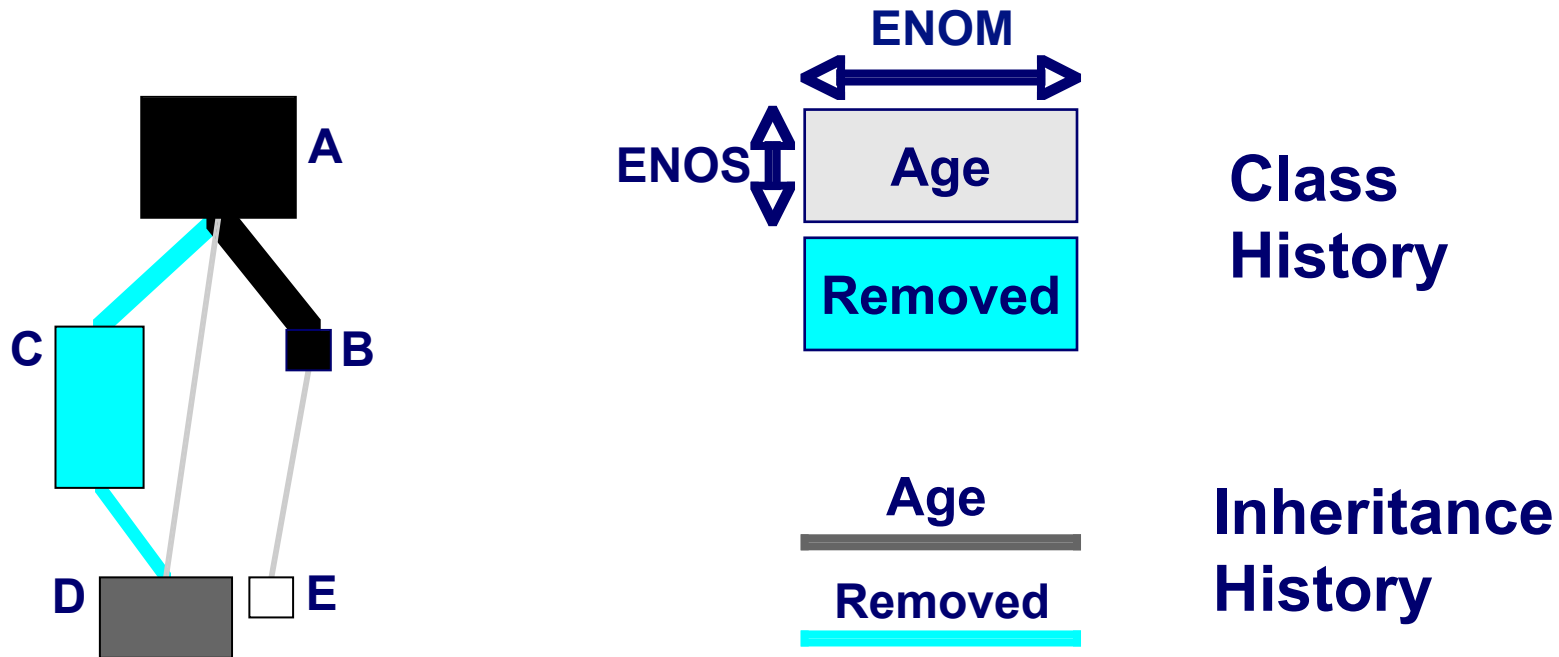 A
C
B
D
E
ENOM
ENOS
Age
Removed
Class
History
Age
Removed
Inheritance
History